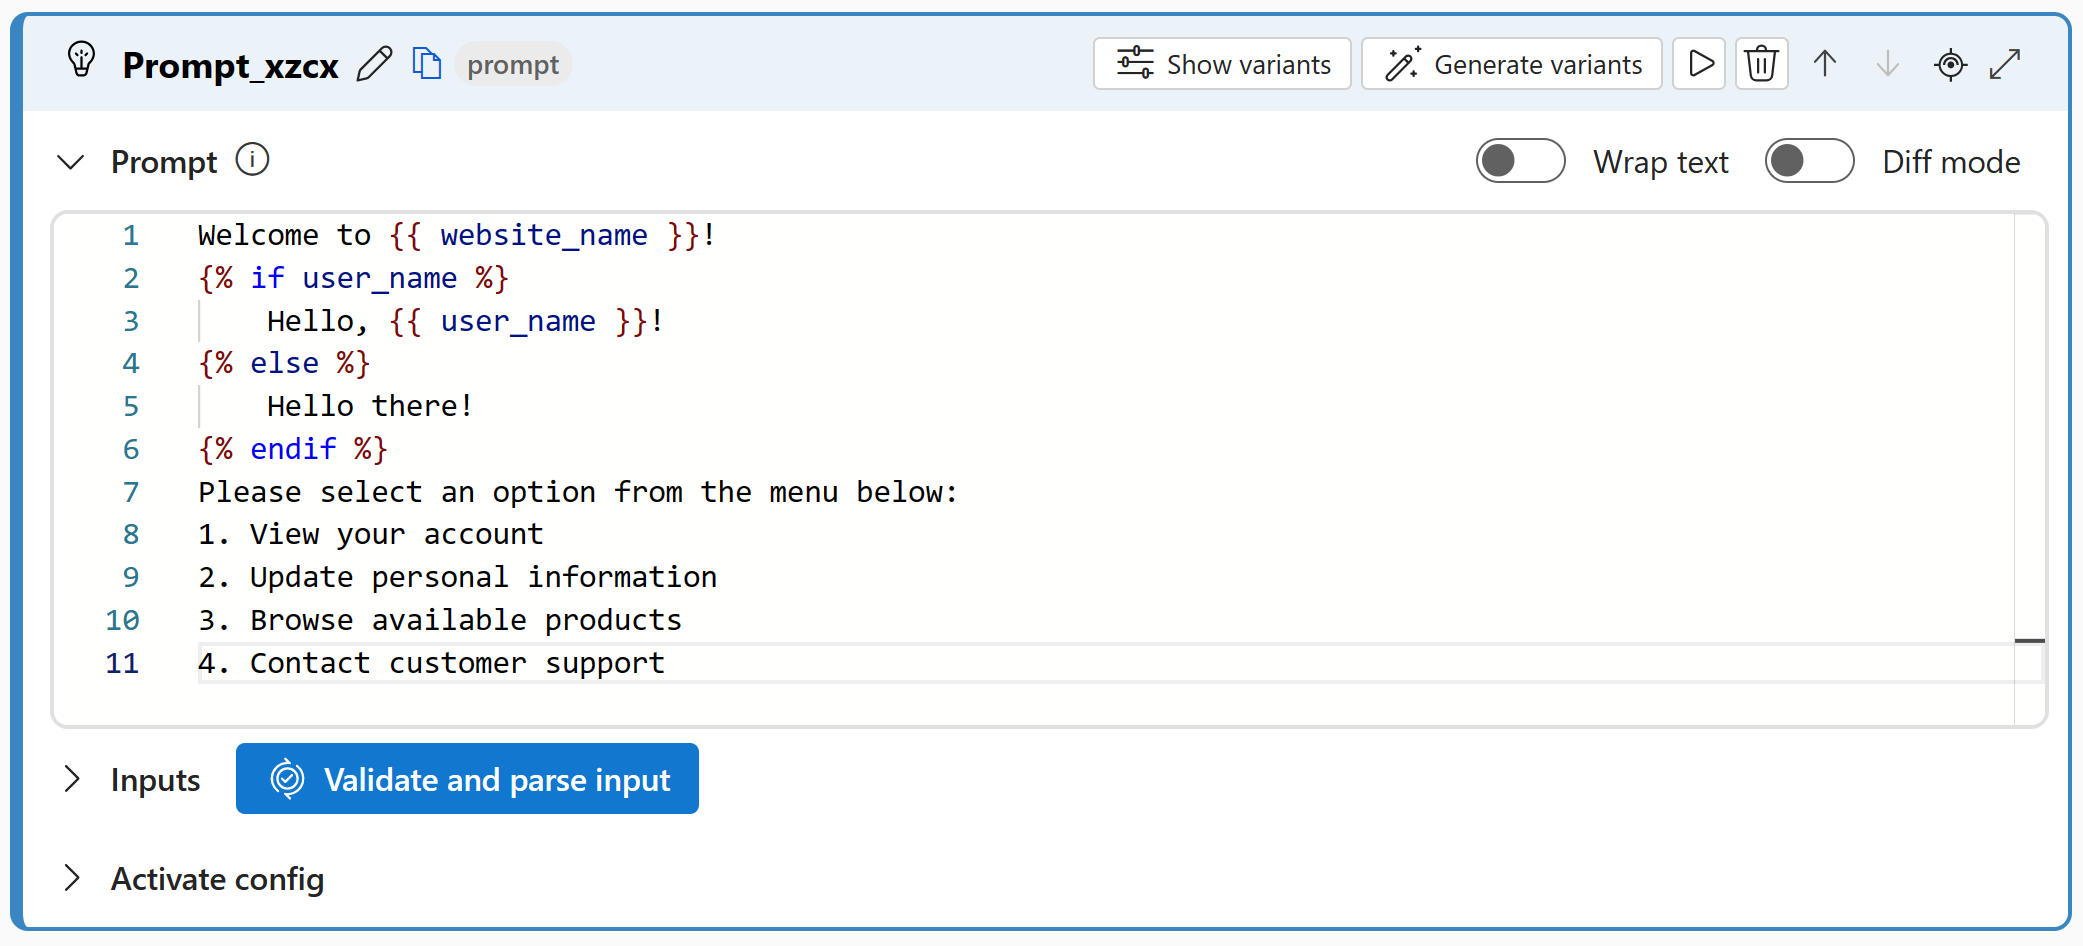 Prompt_xzcx prompt Show variants Generate variants
Prompt Wrap text Diff mode
1 Welcome to {{ website_name }}!
2 {% if user_name %}
3     Hello, {{ user_name }}!
4 {% else %}
5     Hello there!
6 {% endif %}
7 Please select an option from the menu below:
8 1. View your account
9 2. Update personal information
10 3. Browse available products
11 4. Contact customer support
Inputs Validate and parse input
Activate config